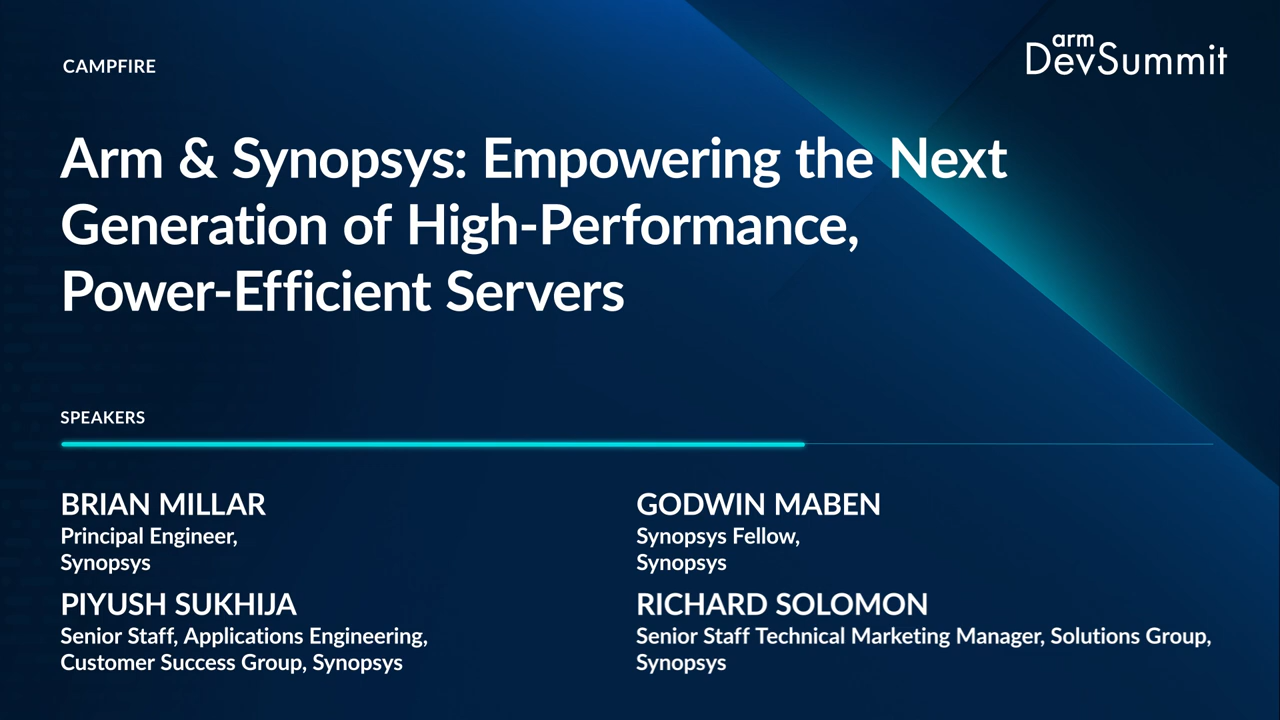 CAMPFIRE
arm
DevSummit
Arm & Synopsys: Empowering the Next
Generation of High-Performance,
Power-Efficient Servers
SPEAKERS
BRIAN MILLAR
Principal Engineer,
Synopsys
GODWIN MABEN
Synopsys Fellow,
Synopsys
PIYUSH SUKHIJA
Senior Staff, Applications Engineering,
Customer Success Group, Synopsys
RICHARD SOLOMON
Senior Staff Technical Marketing Manager, Solutions Group,
Synopsys